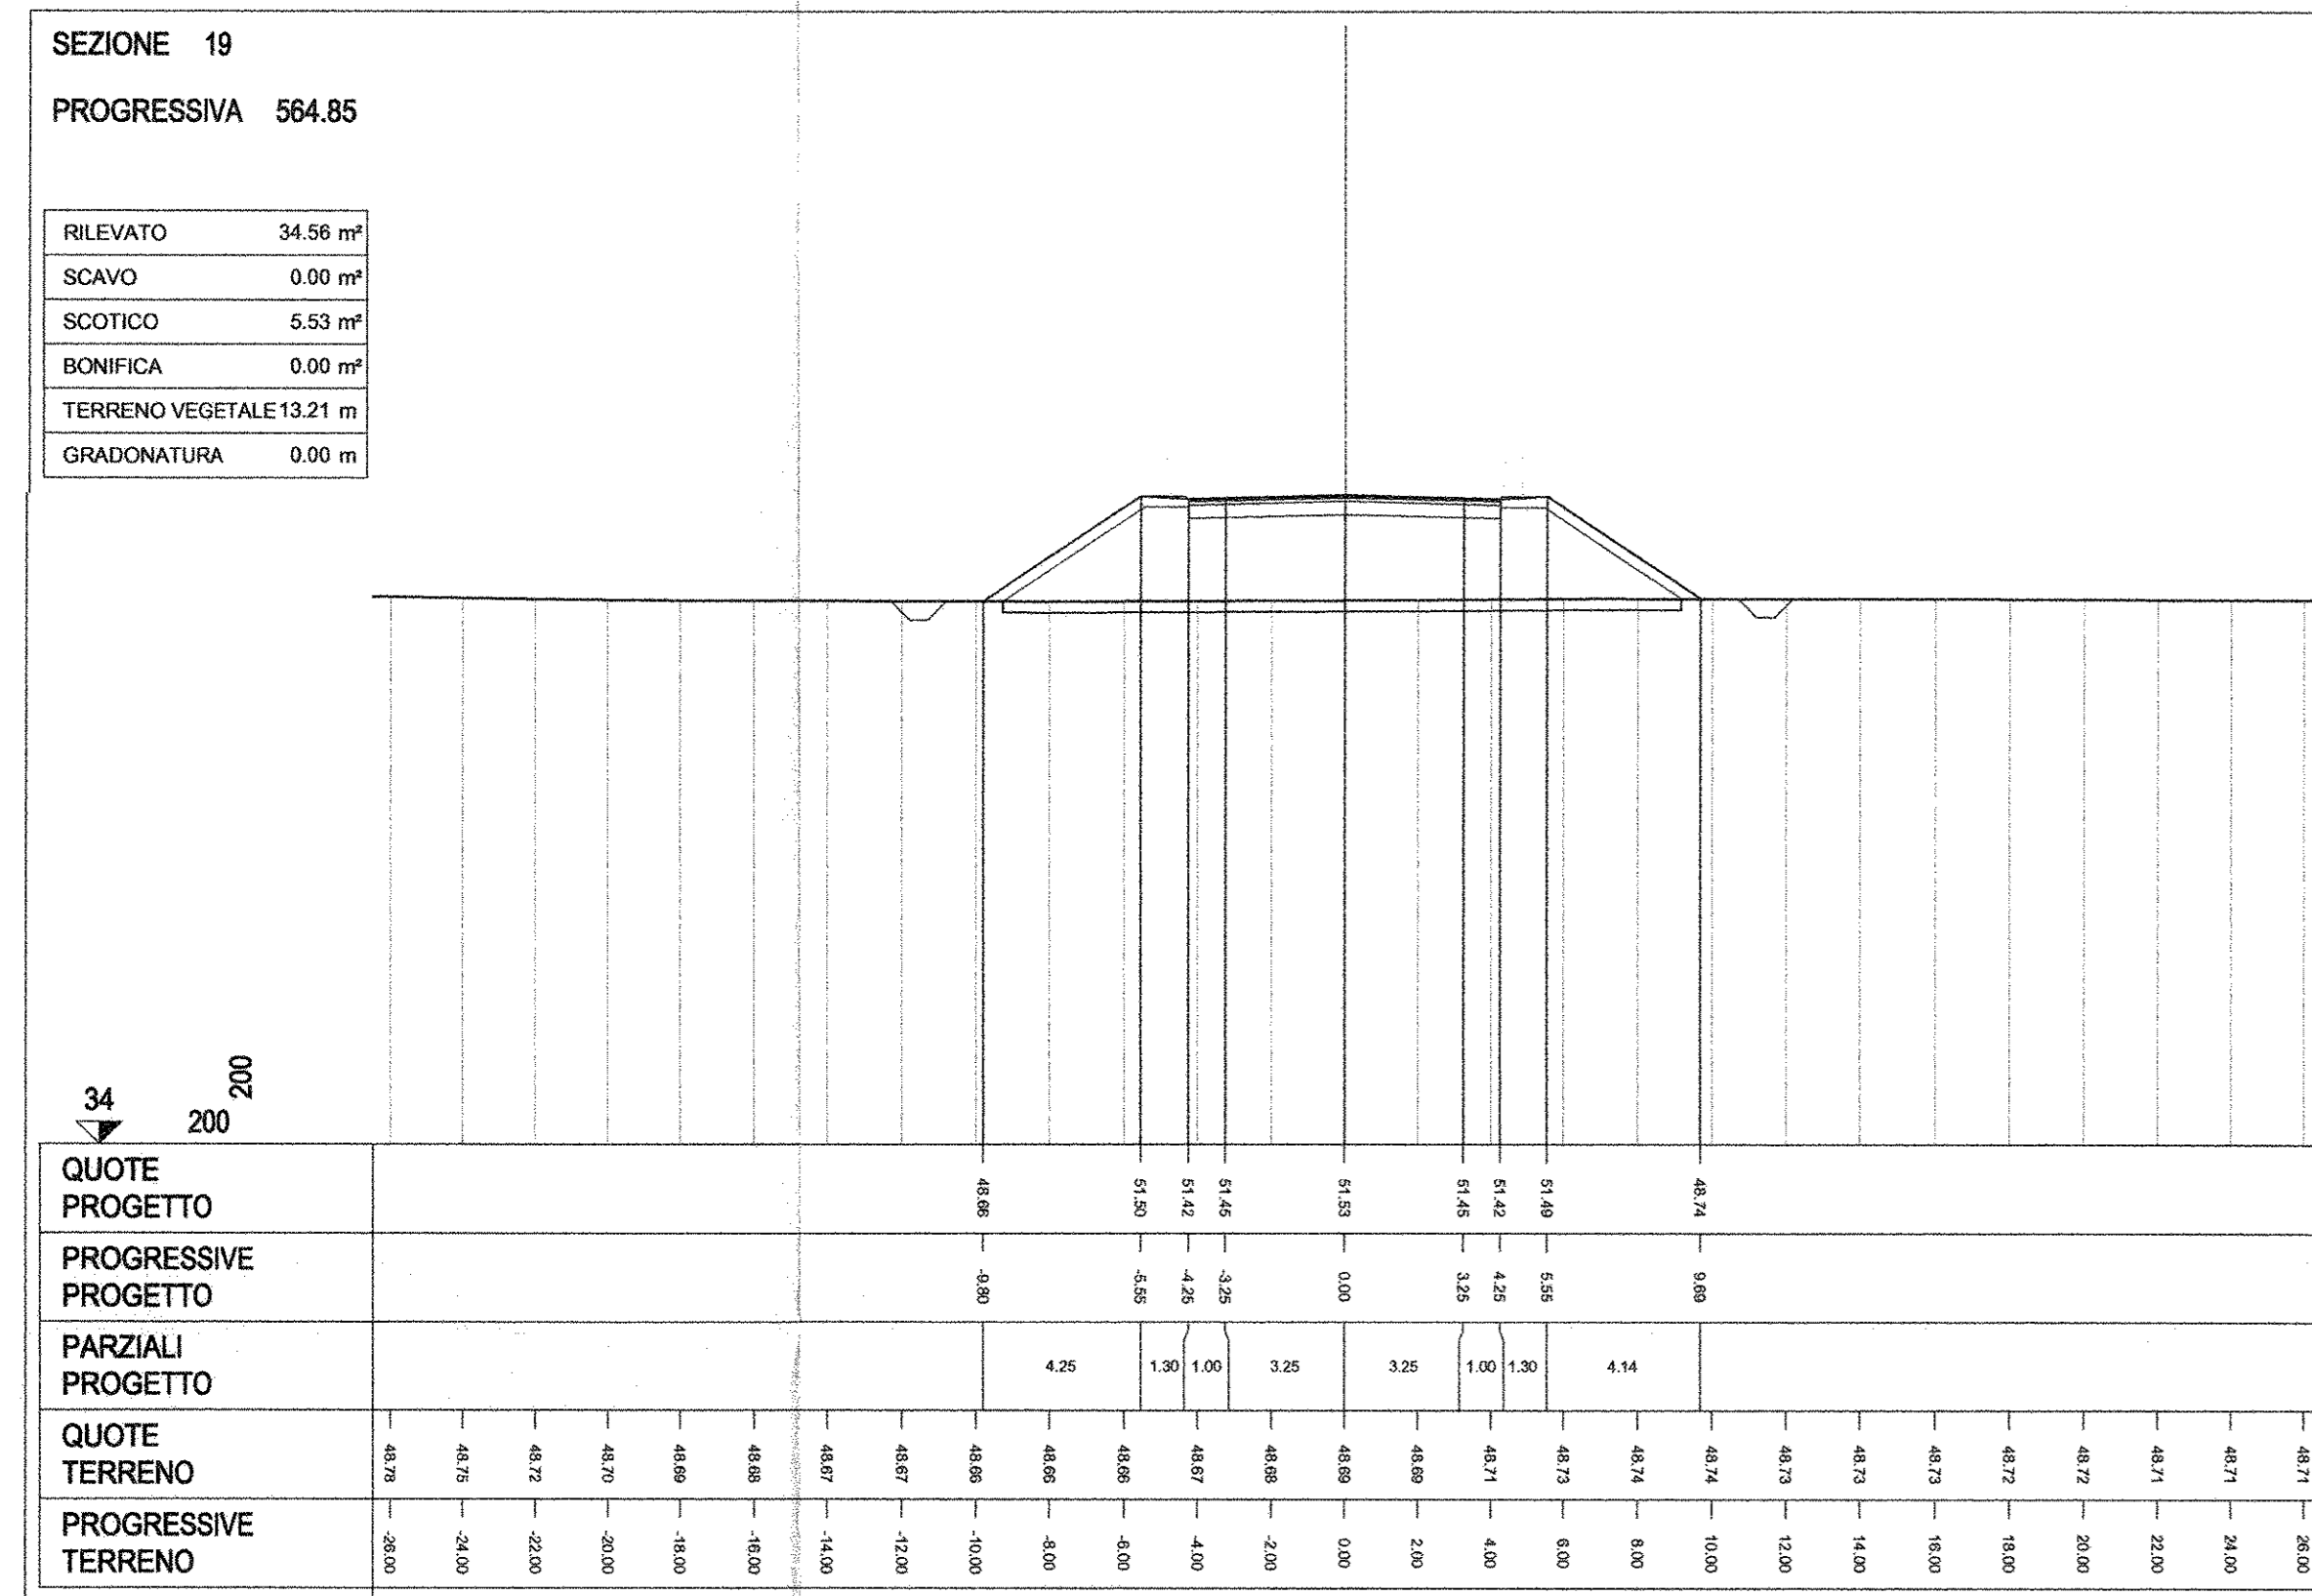 SEZIONE 19
PROGRESSIVA 564.85
RILEVATO 34.56 m²
SCAVO 0.00 m²
SCOTICO 5.53 m²
BONIFICA 0.00 m²
TERRENO VEGETALE 13.21 m
GRADONATURA 0.00 m
200
34
200
QUOTE
PROGETTO
48.66 51.50 51.42 51.45 51.53 51.45 51.42 51.49 48.74
PROGRESSIVE
PROGETTO
-9.80 -5.55 -4.25 -3.25 0.00 3.25 4.25 5.55 9.69
PARZIALI
PROGETTO
4.25 1.30 1.00 3.25 3.25 1.00 1.30 4.14
QUOTE
TERRENO
48.78 48.75 48.72 48.70 48.69 48.68 48.67 48.67 48.66 48.66 48.66 48.67 48.68 48.69 48.69 48.71 48.73 48.74 48.74 48.73 48.73 48.73 48.72 48.72 48.71 48.71 48.71
PROGRESSIVE
TERRENO
-26.00 -24.00 -22.00 -20.00 -18.00 -16.00 -14.00 -12.00 -10.00 -8.00 -6.00 -4.00 -2.00 0.00 2.00 4.00 6.00 8.00 10.00 12.00 14.00 16.00 18.00 20.00 22.00 24.00 26.00